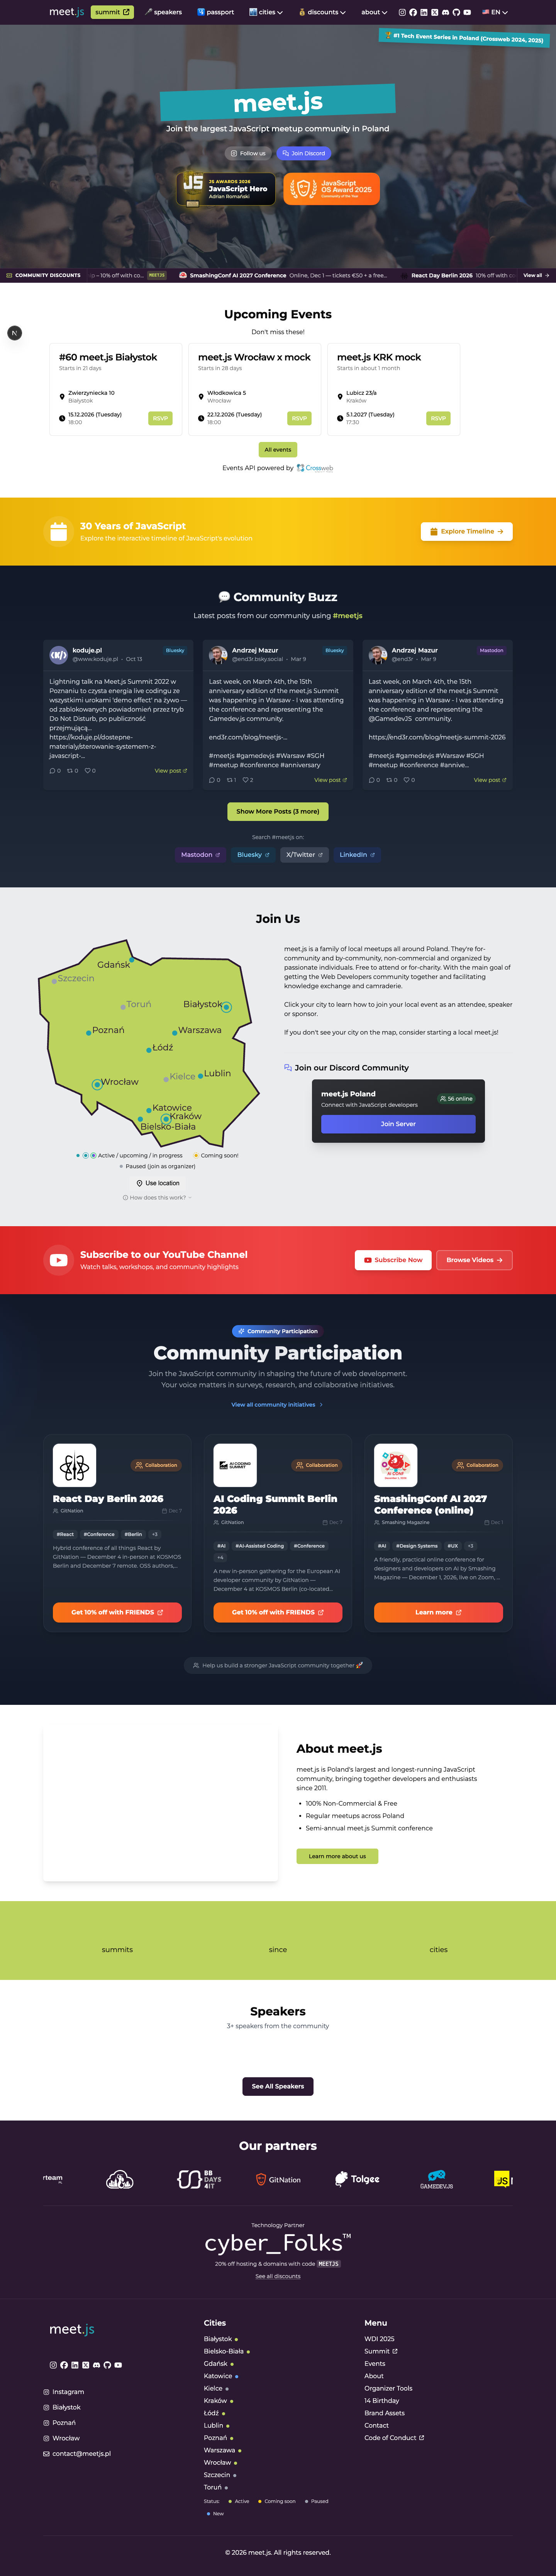 meet.js
summit
speakers
passport
cities
discounts
about
EN
#1 Tech Event Series in Poland (Crossweb 2024, 2025)
meet.js
Join the largest JavaScript meetup community in Poland
Follow us
Join Discord
JS
JS AWARDS 2026
JavaScript Hero
Adrian Romański
JavaScript
OS Award 2025
Community of the Year
COMMUNITY DISCOUNTS
– 10% off with co...
MEETJS
SmashingConf AI 2027 Conference
Online, Dec 1 — tickets €50 + a free...
React Day Berlin 2026
10% off with
View all
Upcoming Events
Don't miss these!
#60 meet.js Białystok
Starts in 21 days
Zwierzyniecka 10
Białystok
15.12.2026 (Tuesday)
18:00
RSVP
meet.js Wrocław x mock
Starts in 28 days
Włodkowica 5
Wrocław
22.12.2026 (Tuesday)
18:00
RSVP
meet.js KRK mock
Starts in about 1 month
Lubicz 23/a
Kraków
5.1.2027 (Tuesday)
17:30
RSVP
All events
Events API powered by Crossweb
30 Years of JavaScript
Explore the interactive timeline of JavaScript's evolution
Explore Timeline
Community Buzz
Latest posts from our community using #meetjs
koduje.pl
@www.koduje.pl • Oct 13
Bluesky
Lightning talk na Meet.js Summit 2022 w
Poznaniu to czysta energia live codingu ze
wszystkimi urokami 'demo effect' na żywo —
od zablokowanych powiadomień przez tryb
Do Not Disturb, po publiczność
przejmującą...
https://koduje.pl/dostepne-
materialy/sterowanie-systemem-z-
javascript-...
0
0
0
View post
Andrzej Mazur
@end3r.bsky.social • Mar 9
Bluesky
Last week, on March 4th, the 15th
anniversary edition of the meet.js Summit
was happening in Warsaw - I was attending
the conference and representing the
Gamedev.js community.
end3r.com/blog/meetjs-...
#meetjs #gamedevjs #Warsaw #SGH
#meetup #conference #anniversary
0
1
2
View post
Andrzej Mazur
@end3r • Mar 9
Mastodon
Last week, on March 4th, the 15th
anniversary edition of the meet.js Summit
was happening in Warsaw - I was attending
the conference and representing the
@GamedevJS community.
https://end3r.com/blog/meetjs-summit-2026
#meetjs #gamedevjs #Warsaw #SGH
#meetup #conference #annive...
0
0
0
View post
Show More Posts (3 more)
Search #meetjs on:
Mastodon
Bluesky
X/Twitter
LinkedIn
Join Us
Gdańsk
Szczecin
Toruń
Białystok
Poznań
Warszawa
Łódź
Wrocław
Kielce
Lublin
Katowice
Kraków
Bielsko-Biała
Active / upcoming / in progress
Coming soon!
Paused (join as organizer)
Use location
How does this work?
meet.js is a family of local meetups all around Poland. They're for-
community and by-community, non-commercial and organized by
passionate individuals. Free to attend or for-charity. With the main goal of
getting the Web Developers community together and facilitating
knowledge exchange and camraderie.
Click your city to learn how to join your local event as an attendee, speaker
or sponsor.
If you don't see your city on the map, consider starting a local meet.js!
Join our Discord Community
meet.js Poland
Connect with JavaScript developers
56 online
Join Server
Subscribe to our YouTube Channel
Watch talks, workshops, and community highlights
Subscribe Now
Browse Videos
Community Participation
Community Participation
Join the JavaScript community in shaping the future of web development.
Your voice matters in surveys, research, and collaborative initiatives.
View all community initiatives
Collaboration
React Day Berlin 2026
GitNation
Dec 7
#React
#Conference
#Berlin
+3
Hybrid conference of all things React by
GitNation — December 4 in-person at KOSMOS
Berlin and December 7 remote. OSS authors,...
Get 10% off with FRIENDS
AI CODING
SUMMIT
Collaboration
AI Coding Summit Berlin
2026
GitNation
Dec 7
#AI
#AI-Assisted Coding
#Conference
+4
A new in-person gathering for the European AI
developer community by GitNation —
December 4 at KOSMOS Berlin (co-located...
Get 10% off with FRIENDS
AI CONF
Collaboration
SmashingConf AI 2027
Conference (online)
Smashing Magazine
Dec 1
#AI
#Design Systems
#UX
+3
A friendly, practical online conference for
designers and developers on AI by Smashing
Magazine — December 1, 2026, live on Zoom, ...
Learn more
Help us build a stronger JavaScript community together
About meet.js
meet.js is Poland's largest and longest-running JavaScript
community, bringing together developers and enthusiasts
since 2011.
• 100% Non-Commercial & Free
• Regular meetups across Poland
• Semi-annual meet.js Summit conference
Learn more about us
summits
since
cities
Speakers
3+ speakers from the community
See All Speakers
Our partners
rteam
BB
DAYS
4IT
GitNation
Tolgee
GAMEDEVJS
JS
Technology Partner
cyber_Folks™
20% off hosting & domains with code MEETJS
See all discounts
meet.js
Instagram
Białystok
Poznań
Wrocław
contact@meetjs.pl
Cities
Białystok
Bielsko-Biała
Gdańsk
Katowice
Kielce
Kraków
Łódź
Lublin
Poznań
Warszawa
Wrocław
Szczecin
Toruń
Status:
Active
Coming soon
Paused
New
Menu
WDI 2025
Summit
Events
About
Organizer Tools
14 Birthday
Brand Assets
Contact
Code of Conduct
© 2026 meet.js. All rights reserved.